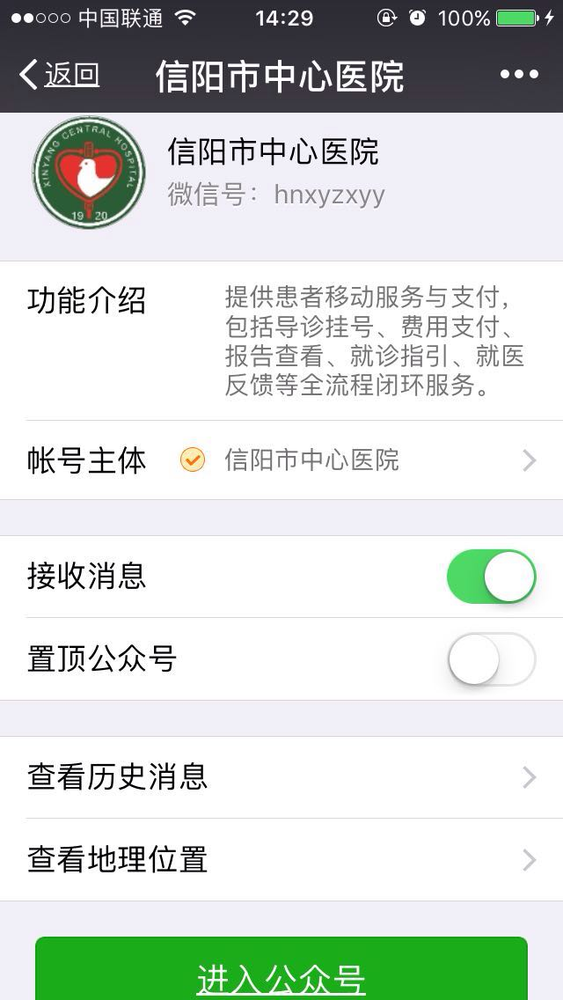 中国联通 14:29 100%
返回 信阳市中心医院
XINYANG CENTRAL HOSPITAL
1920
信阳市中心医院
微信号：hnxyzxyy
功能介绍
提供患者移动服务与支付，
包括导诊挂号、费用支付、
报告查看、就诊指引、就医
反馈等全流程闭环服务。
帐号主体 信阳市中心医院
接收消息
置顶公众号
查看历史消息
查看地理位置
进入公众号